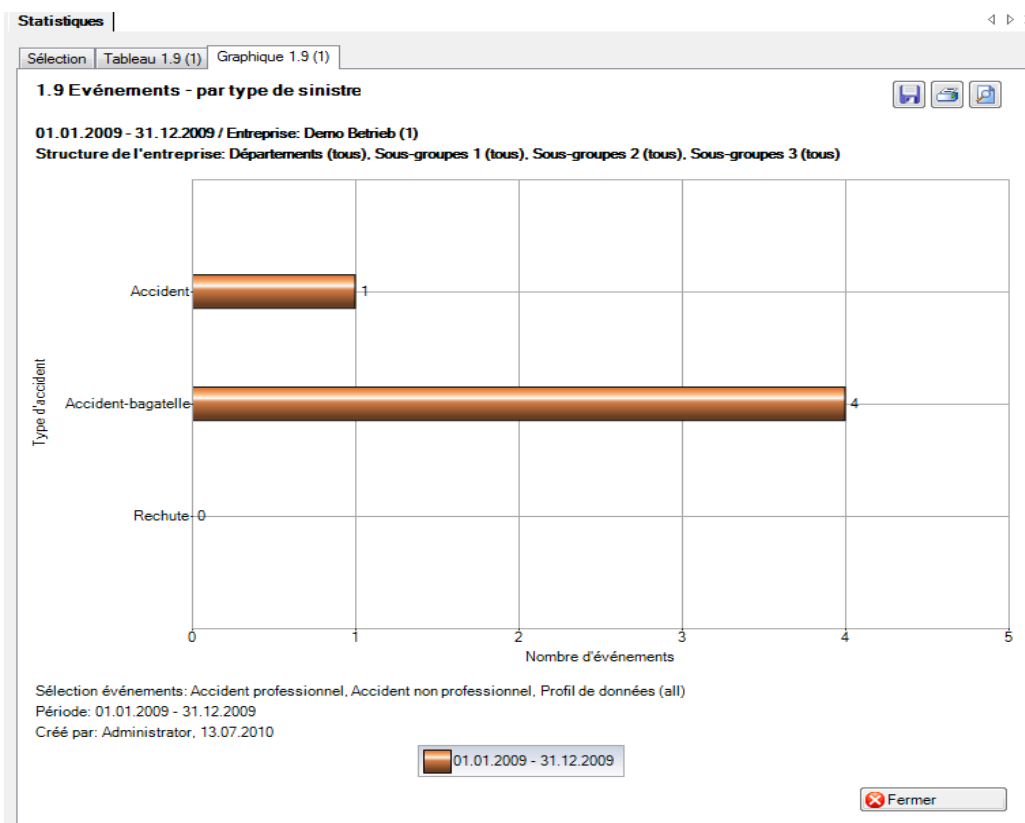 Statistiques
Sélection Tableau 1.9 (1) Graphique 1.9 (1)
1.9 Evénements - par type de sinistre
01.01.2009 - 31.12.2009 / Entreprise: Demo Betrieb (1)
Structure de l'entreprise: Départements (tous), Sous-groupes 1 (tous), Sous-groupes 2 (tous), Sous-groupes 3 (tous)
Type d'accident
Accident 1
Accident-bagatelle 4
Rechute 0
0 1 2 3 4 5
Nombre d'événements
Sélection événements: Accident professionnel, Accident non professionnel, Profil de données (all)
Période: 01.01.2009 - 31.12.2009
Créé par: Administrator, 13.07.2010
01.01.2009 - 31.12.2009
Fermer